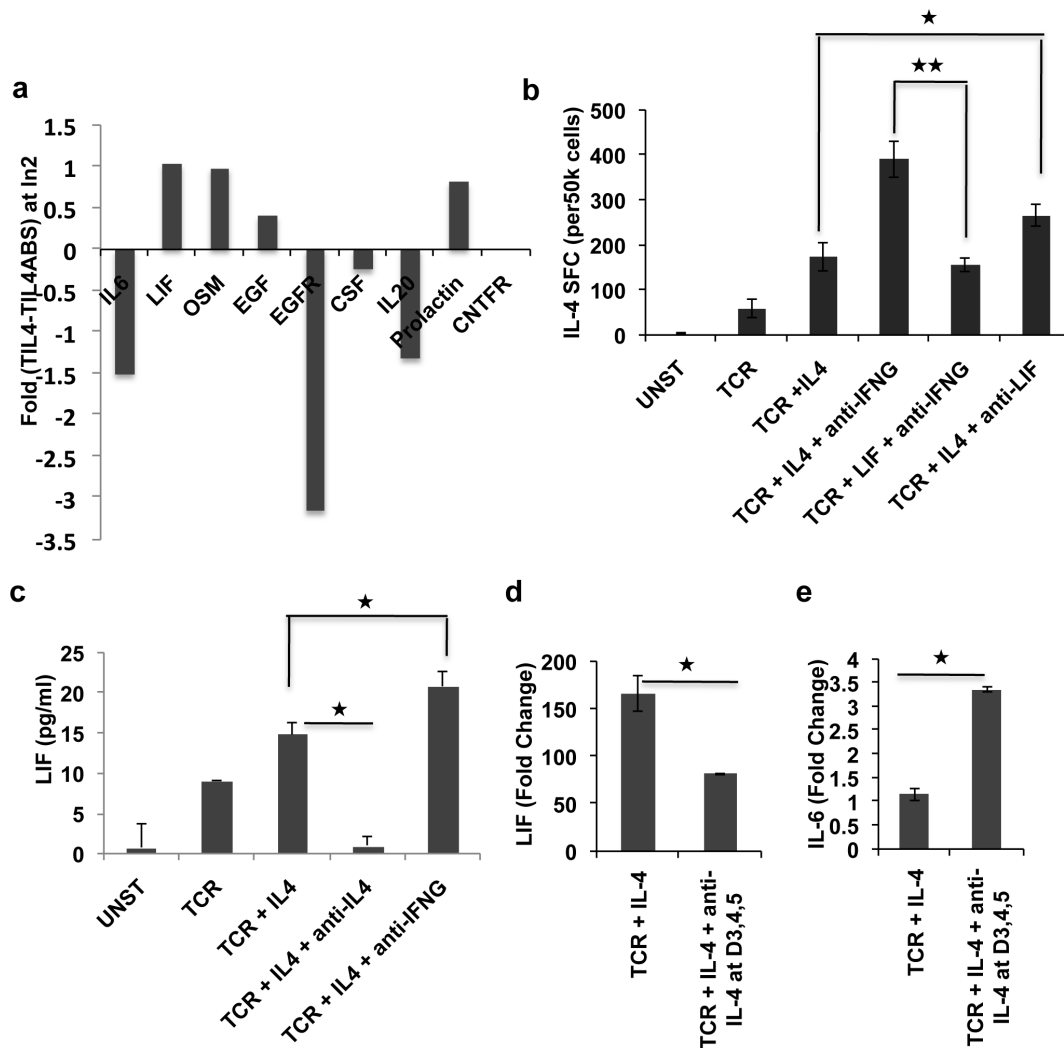 a
Fold (TIL4-TIL4ABS) at ln2
1.5
1
0.5
0
-0.5
-1
-1.5
-2
-2.5
-3
-3.5
IL6
LIF
OSM
EGF
EGFR
CSF
IL20
Prolactin
CNTFR
b
★
★★
IL-4 SFC (per50k cells)
500
400
300
200
100
0
UNST
TCR
TCR +IL4
TCR + IL4 + anti-IFNG
TCR + LIF + anti-IFNG
TCR + IL4 + anti-LIF
c
★
★
LIF (pg/ml)
25
20
15
10
5
0
UNST
TCR
TCR + IL4
TCR + IL4 + anti-IL4
TCR + IL4 + anti-IFNG
d
★
LIF (Fold Change)
200
150
100
50
0
TCR + IL-4
TCR + IL-4 + anti-
IL-4 at D3,4,5
e
★
IL-6 (Fold Change)
4
3.5
3
2.5
2
1.5
1
0.5
0
TCR + IL-4
TCR + IL-4 + anti-
IL-4 at D3,4,5